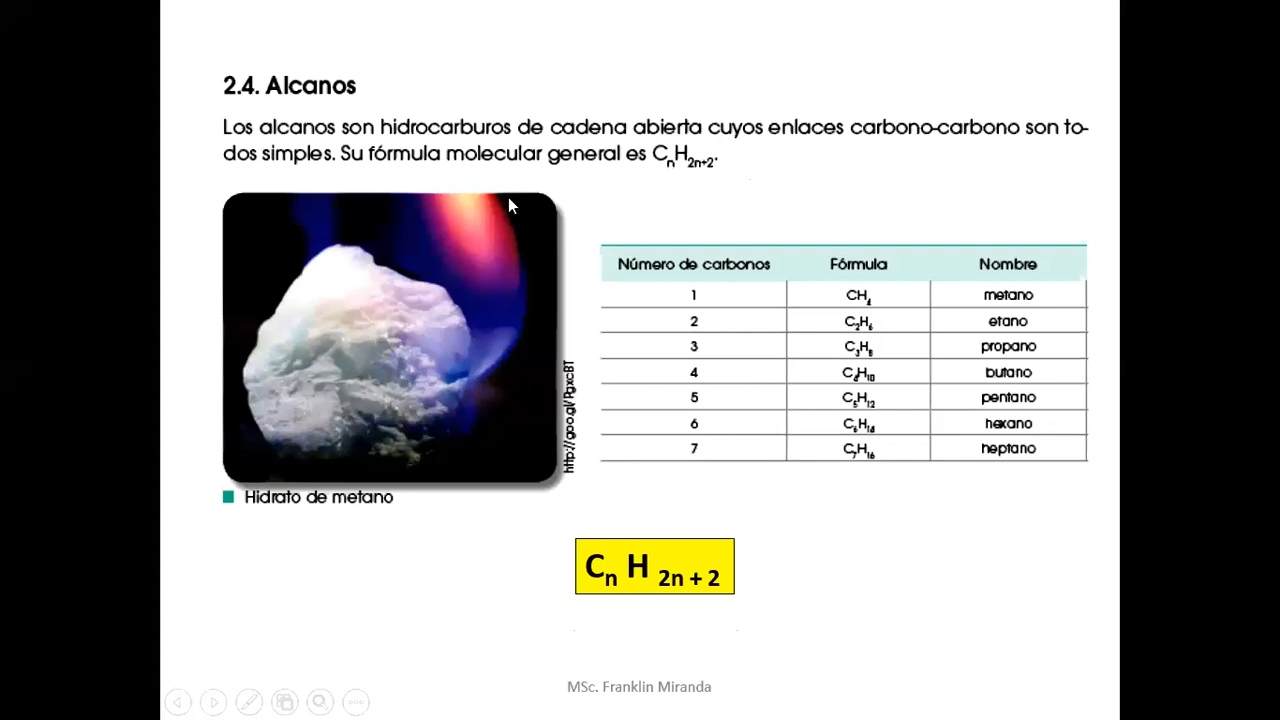 2.4. Alcanos
Los alcanos son hidrocarburos de cadena abierta cuyos enlaces carbono-carbono son to-
dos simples. Su fórmula molecular general es CₙH₂ₙ₊₂.
http://goo.gl/PgxcBT
Número de carbonos Fórmula Nombre
1 CH₄ metano
2 C₂H₆ etano
3 C₃H₈ propano
4 C₄H₁₀ butano
5 C₅H₁₂ pentano
6 C₆H₁₄ hexano
7 C₇H₁₆ heptano
Hidrato de metano
Cₙ H ₂ₙ ₊ ₂
MSc. Franklin Miranda